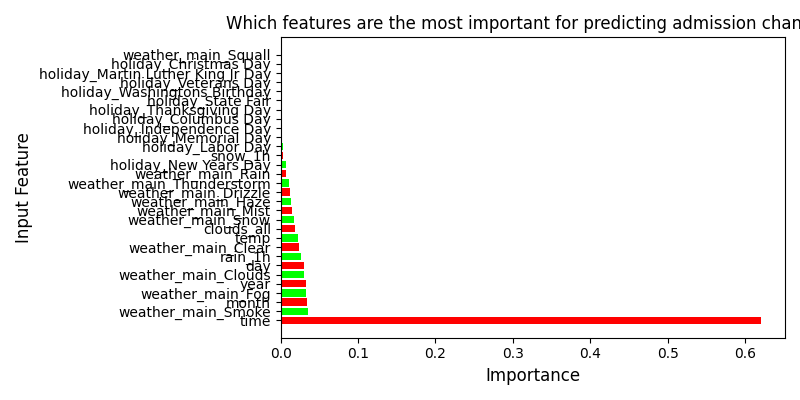 Which features are the most important for predicting admission chan
weather_main_Squall
holiday_Christmas Day
holiday_Martin Luther King Jr Day
holiday_Veterans Day
holiday_Washingtons Birthday
holiday_State Fair
holiday_Thanksgiving Day
holiday_Columbus Day
holiday_Independence Day
holiday_Memorial Day
holiday_Labor Day
snow_1h
holiday_New Years Day
weather_main_Rain
weather_main_Thunderstorm
weather_main_Drizzle
weather_main_Haze
weather_main_Mist
weather_main_Snow
clouds_all
temp
weather_main_Clear
rain_1h
day
weather_main_Clouds
year
weather_main_Fog
month
weather_main_Smoke
time
Input Feature
0.0 0.1 0.2 0.3 0.4 0.5 0.6
Importance